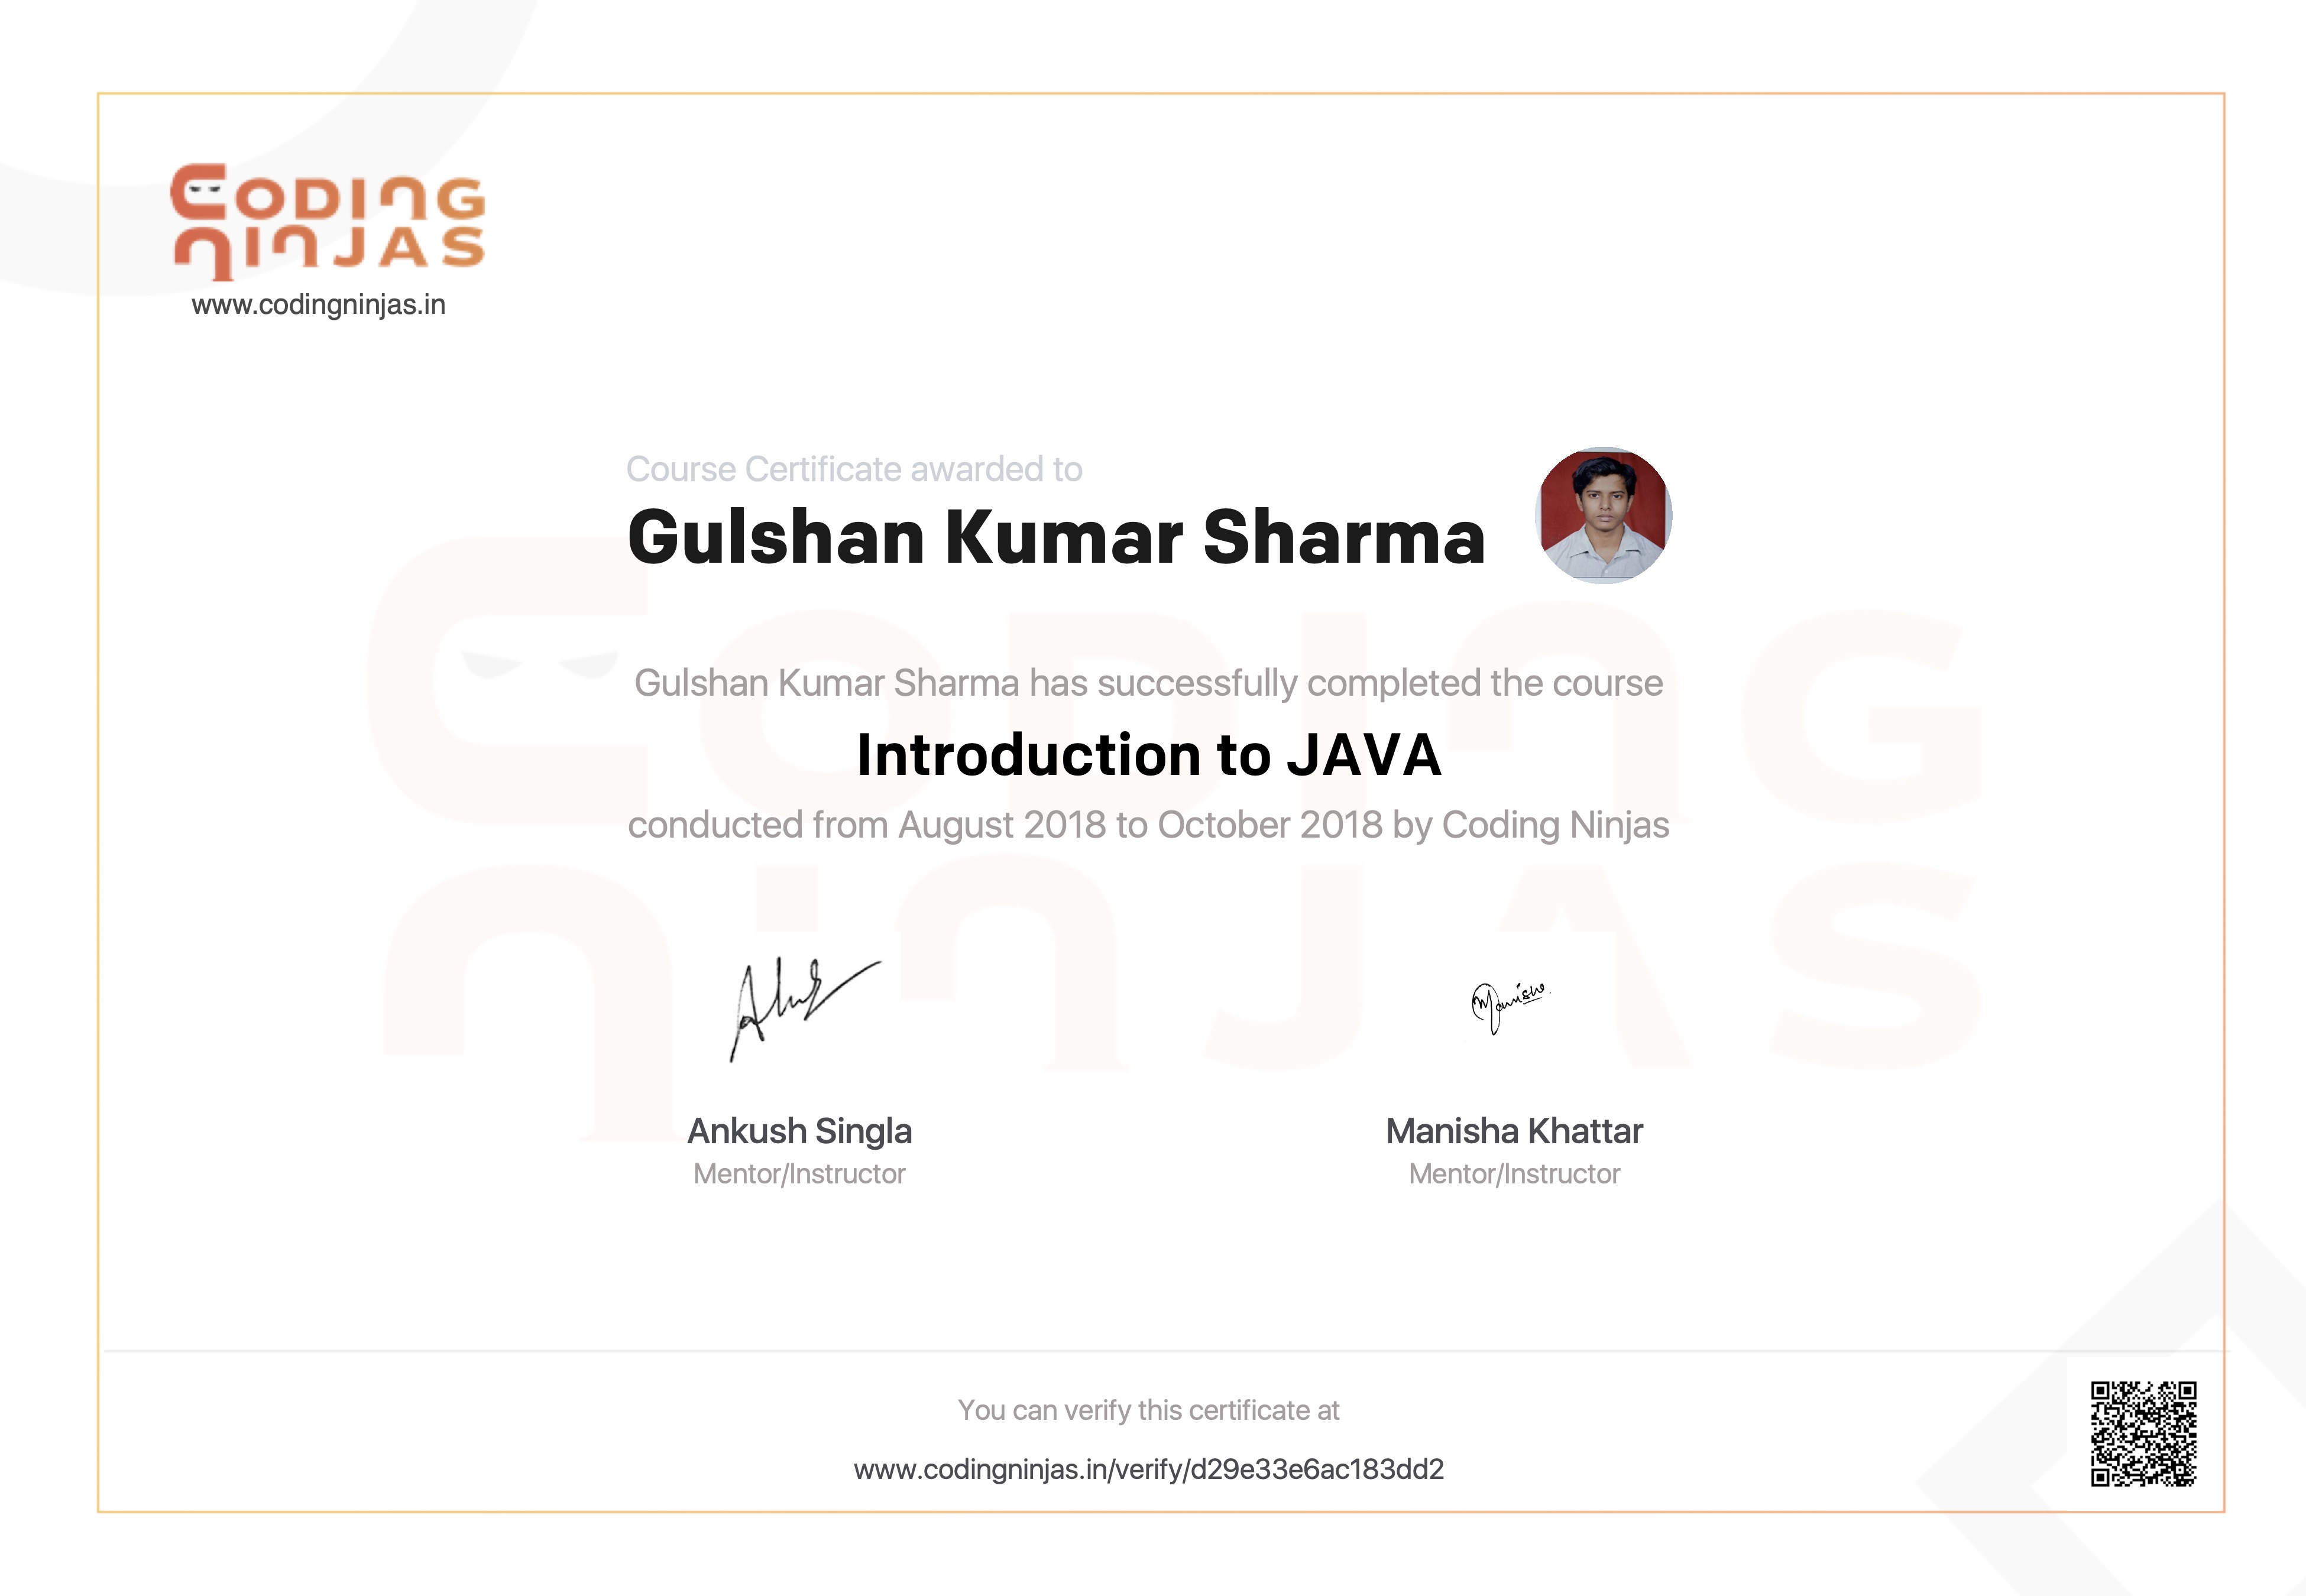 CODING
NINJAS
www.codingninjas.in
Course Certificate awarded to
Gulshan Kumar Sharma
Gulshan Kumar Sharma has successfully completed the course
Introduction to JAVA
conducted from August 2018 to October 2018 by Coding Ninjas
CODING
NINJAS
Manisha.
Ankush Singla
Manisha Khattar
Mentor/Instructor
Mentor/Instructor
You can verify this certificate at
www.codingninjas.in/verify/d29e33e6ac183dd2